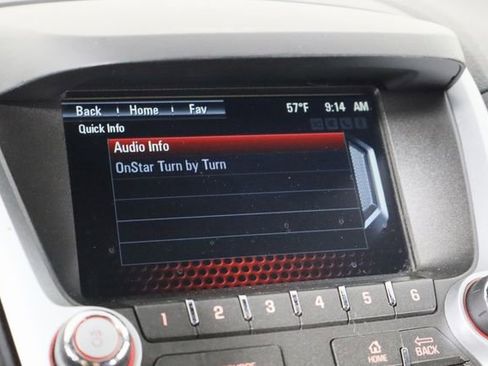 Back Home Fav 57°F 9:14 AM
Quick Info
Audio Info
OnStar Turn by Turn
1 2 3 4 5 6
HOME BACK